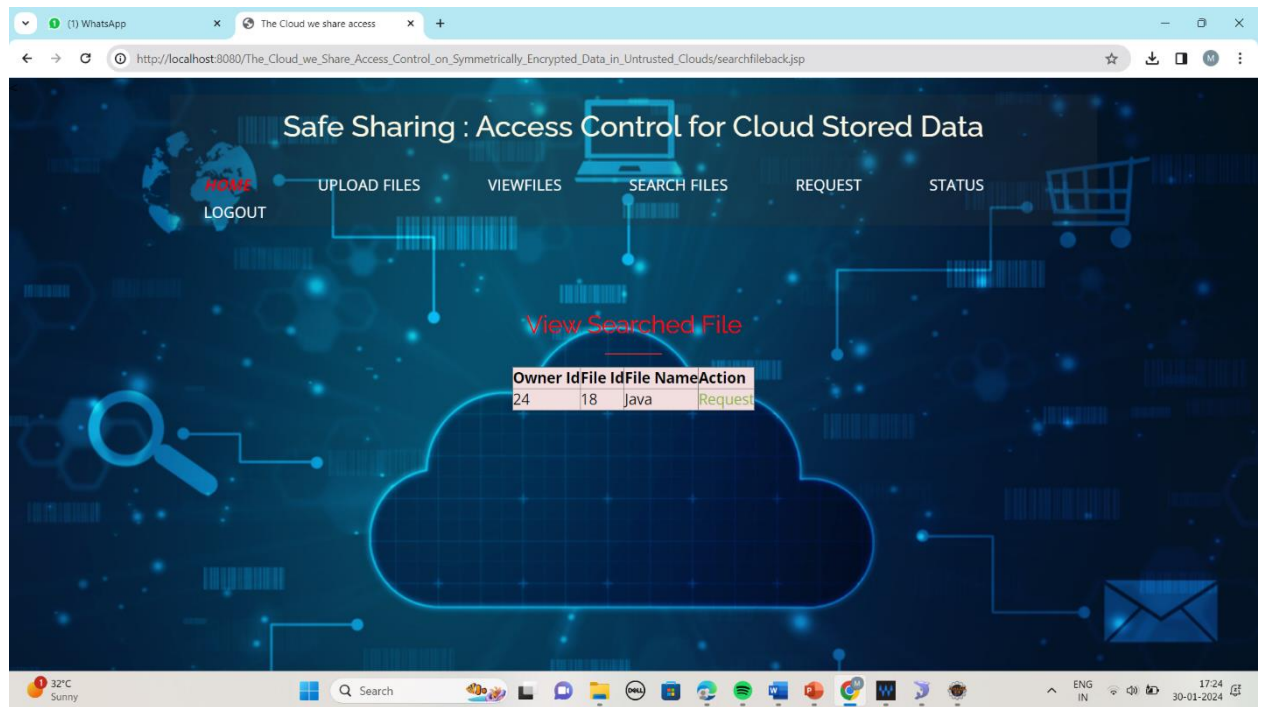 (1) WhatsApp
The Cloud we share access
http://localhost:8080/The_Cloud_we_Share_Access_Control_on_Symmetrically_Encrypted_Data_in_Untrusted_Clouds/searchfileback.jsp
M
Safe Sharing : Access Control for Cloud Stored Data
HOME UPLOAD FILES VIEWFILES SEARCH FILES REQUEST STATUS
LOGOUT
View Searched File
Owner Id File Id File Name Action
24 18 Java Request
1 32°C
Sunny
Search
DELL
ENG
IN
17:24
30-01-2024